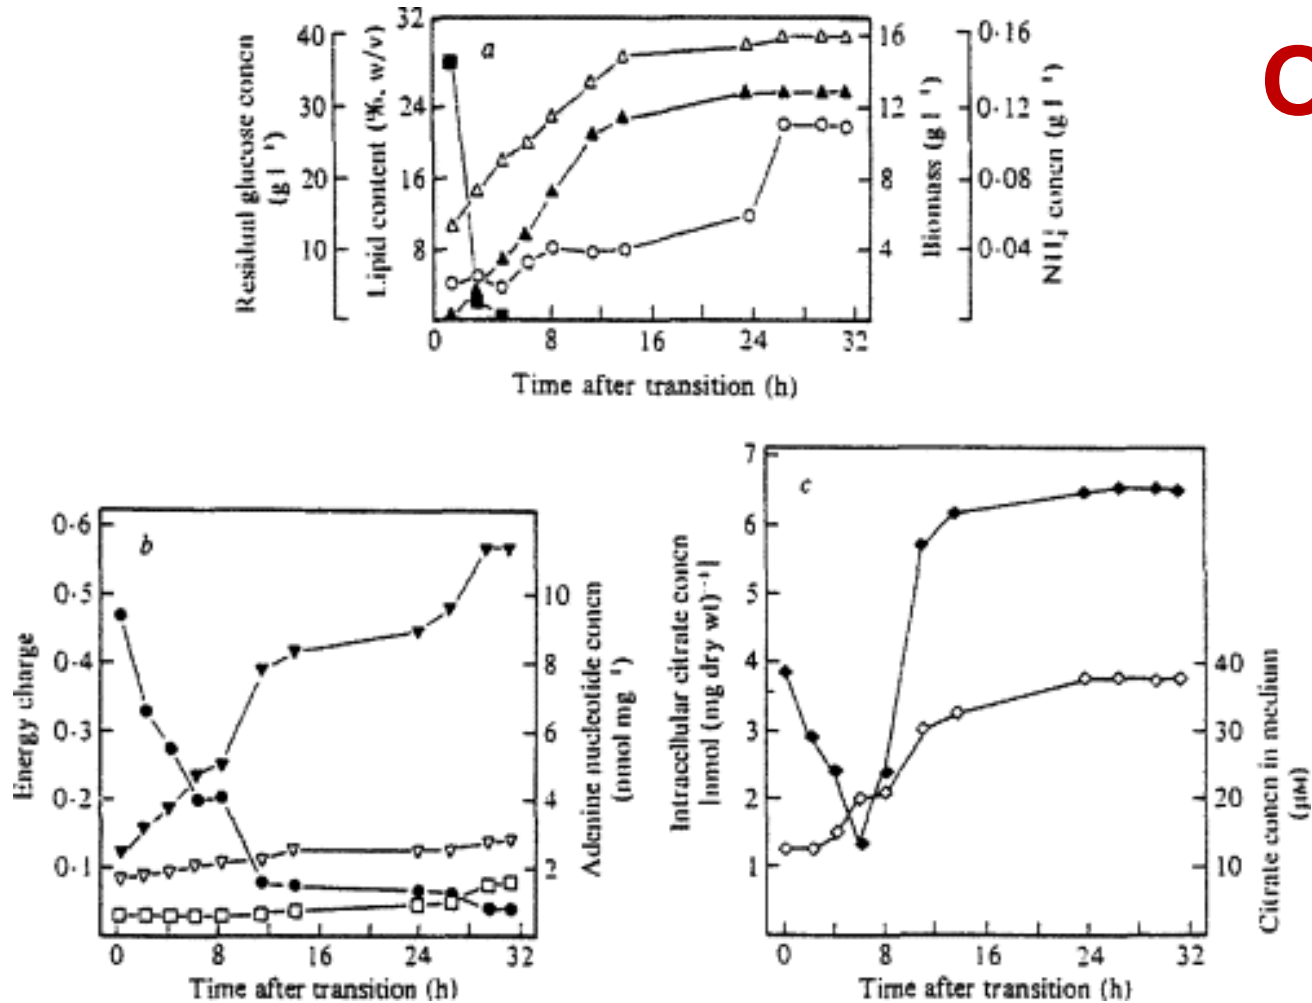 C
a
Residual glucose concn
(g l⁻¹)
40
30
20
10
Lipid content (%, w/v)
32
24
16
8
16
12
8
4
Biomass (g l⁻¹)
0·16
0·12
0·08
0·04
NH₄⁺ concn (g l⁻¹)
0 8 16 24 32
Time after transition (h)
b
Energy charge
0·6
0·5
0·4
0·3
0·2
0·1
10
8
6
4
2
Adenine nucleotide concn
(nmol mg⁻¹)
0 8 16 24 32
Time after transition (h)
c
Intracellular citrate concn
[nmol (mg dry wt)⁻¹]
7
6
5
4
3
2
1
40
30
20
10
Citrate concn in medium
(μM)
0 8 16 24 32
Time after transition (h)